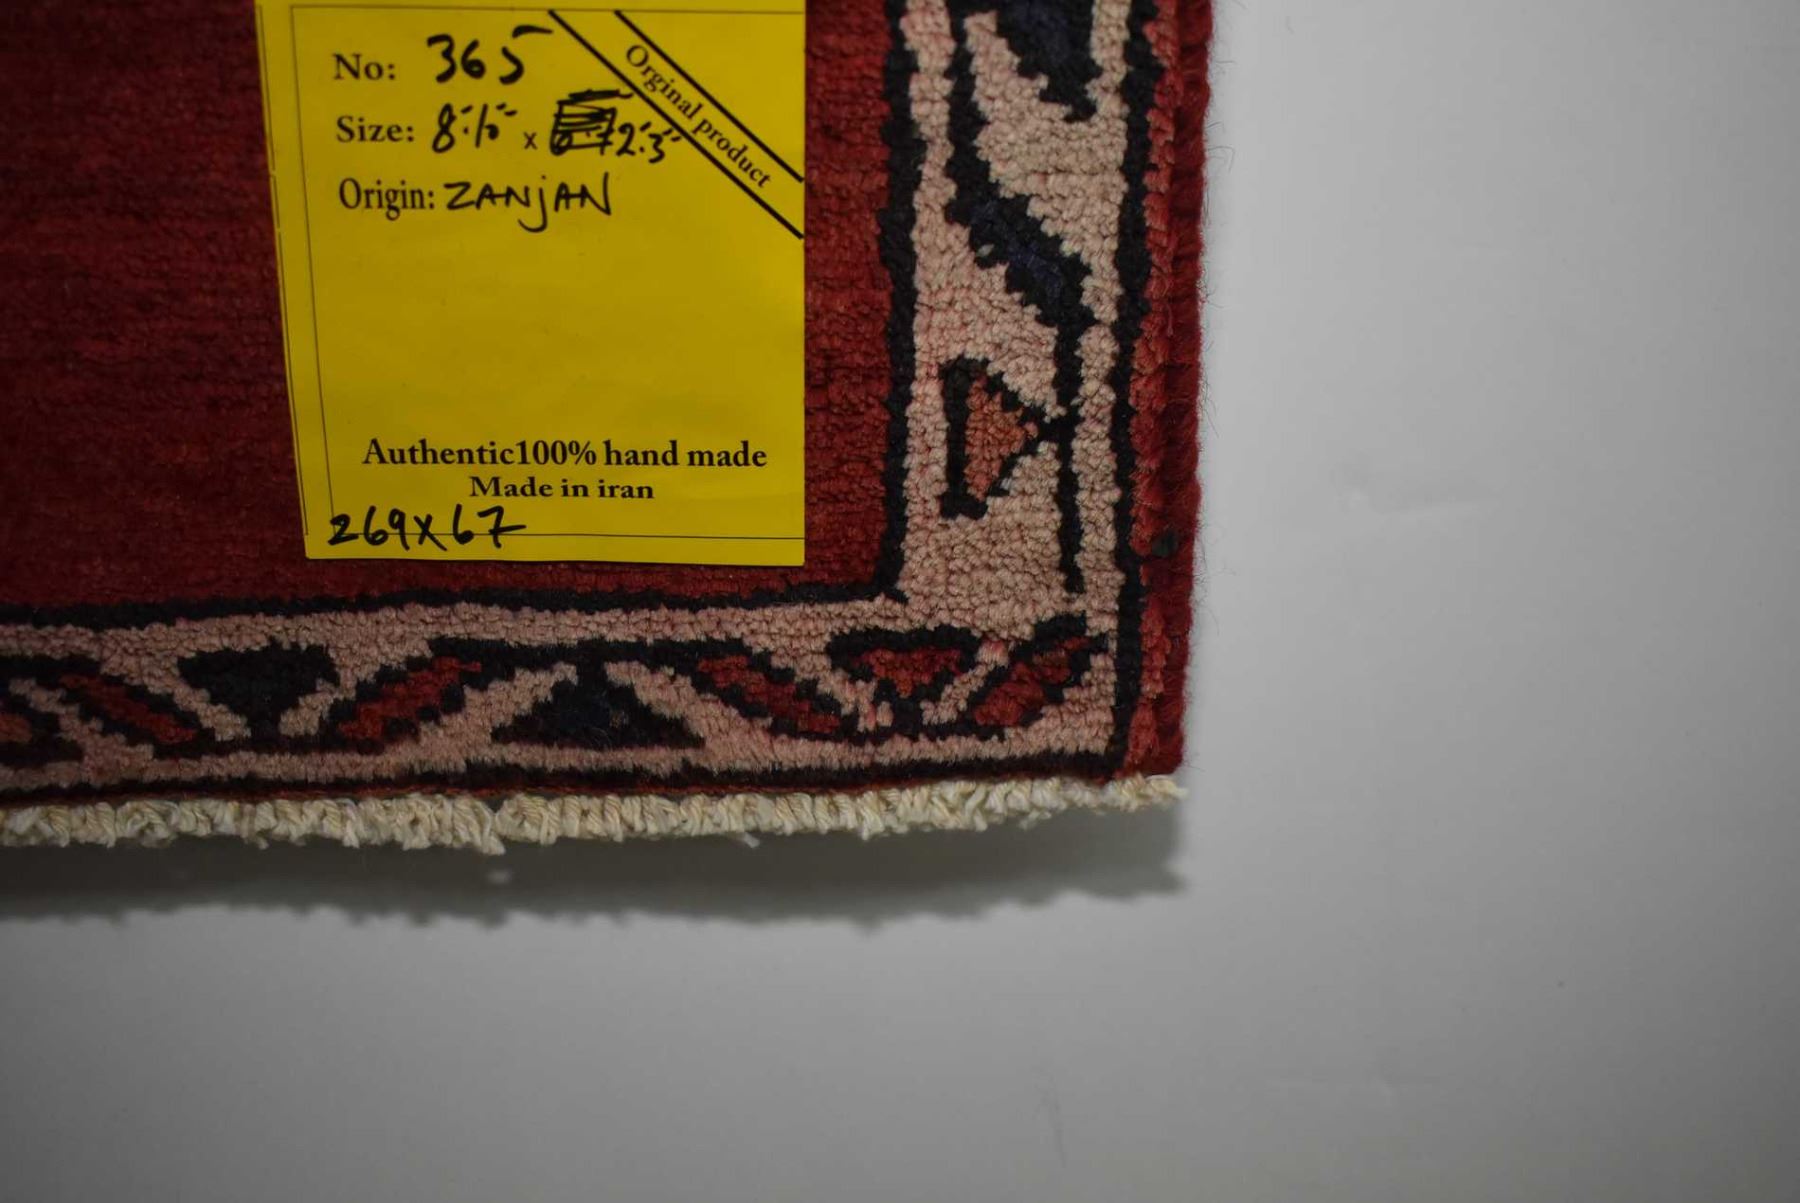 No: 365
Size: 8'.10" x 2'.3"
Origin: ZANjAN
Orginal product
Authentic100% hand made
Made in iran
269x67